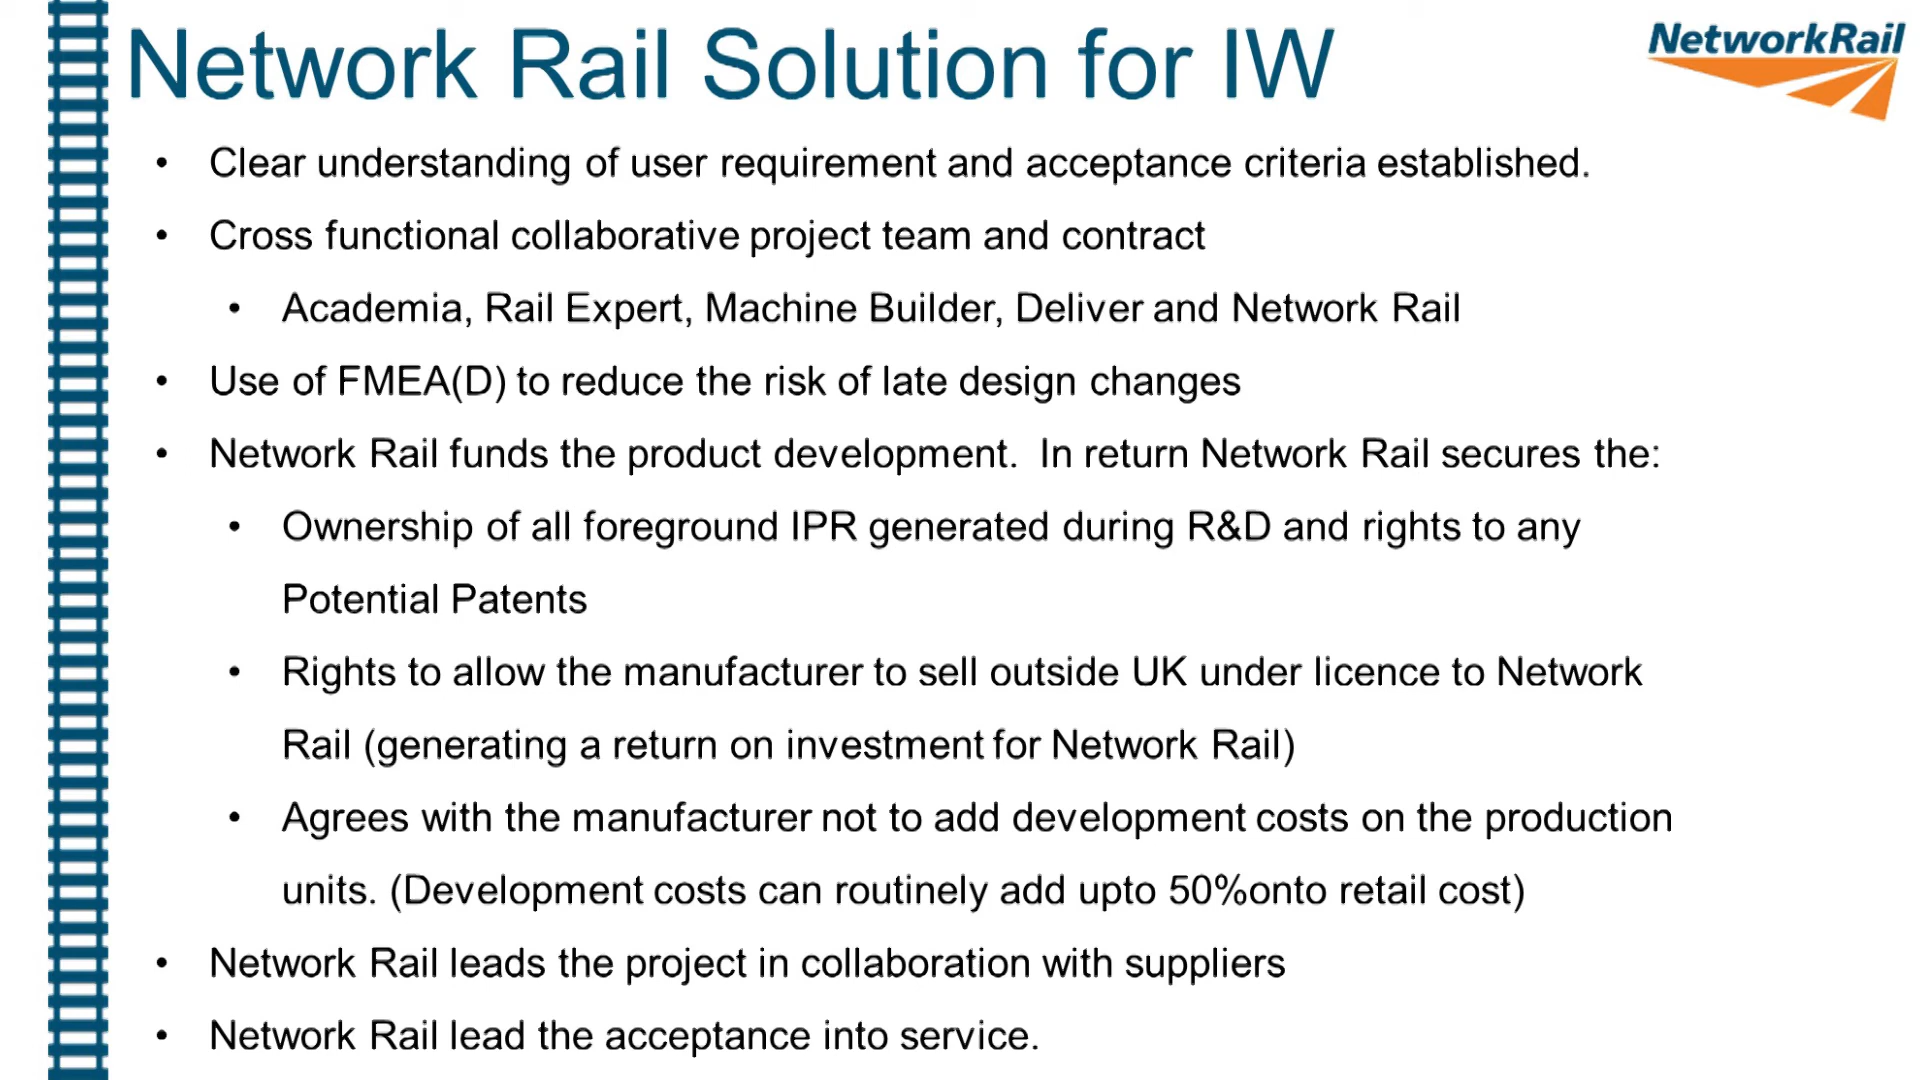 Network Rail Solution for IW
NetworkRail
• Clear understanding of user requirement and acceptance criteria established.
• Cross functional collaborative project team and contract
• Academia, Rail Expert, Machine Builder, Deliver and Network Rail
• Use of FMEA(D) to reduce the risk of late design changes
• Network Rail funds the product development.  In return Network Rail secures the:
• Ownership of all foreground IPR generated during R&D and rights to any
Potential Patents
• Rights to allow the manufacturer to sell outside UK under licence to Network
Rail (generating a return on investment for Network Rail)
• Agrees with the manufacturer not to add development costs on the production
units. (Development costs can routinely add upto 50%onto retail cost)
• Network Rail leads the project in collaboration with suppliers
• Network Rail lead the acceptance into service.